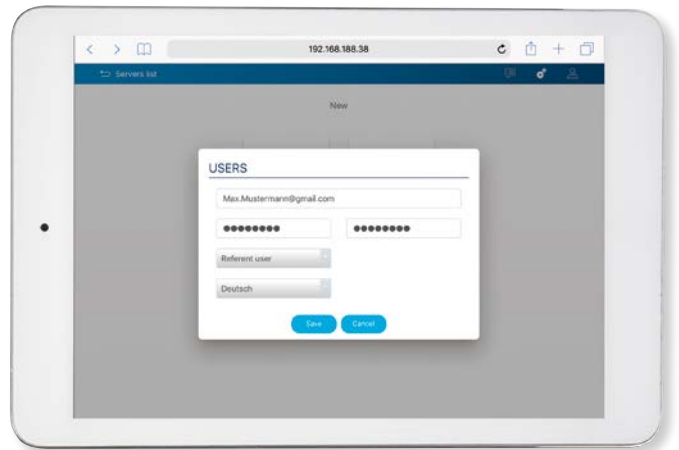 192.168.188.38
Servers list
New
USERS
Max.Mustermann@gmail.com
●●●●●●●● ●●●●●●●●
Referent user
Deutsch
Save Cancel